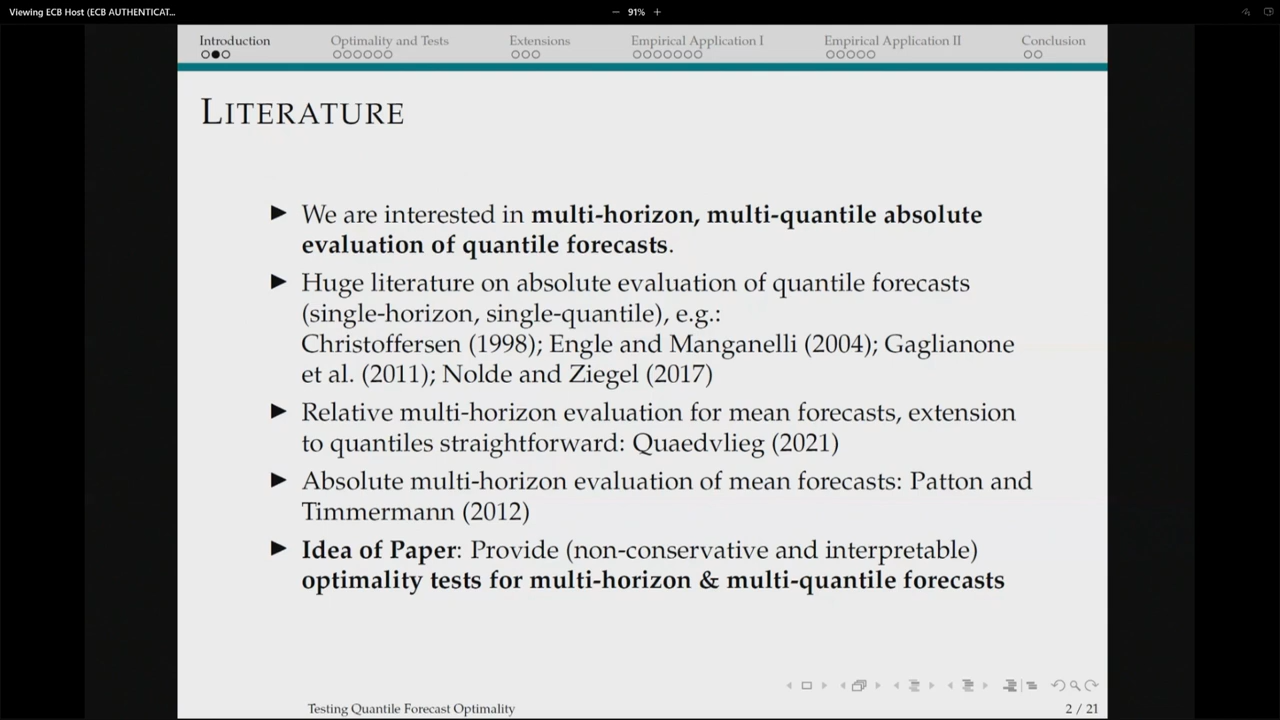 Viewing ECB Host (ECB AUTHENTICAT...
91%
Introduction
Optimality and Tests
Extensions
Empirical Application I
Empirical Application II
Conclusion
LITERATURE
We are interested in multi-horizon, multi-quantile absolute
evaluation of quantile forecasts.
Huge literature on absolute evaluation of quantile forecasts
(single-horizon, single-quantile), e.g.:
Christoffersen (1998); Engle and Manganelli (2004); Gaglianone
et al. (2011); Nolde and Ziegel (2017)
Relative multi-horizon evaluation for mean forecasts, extension
to quantiles straightforward: Quaedvlieg (2021)
Absolute multi-horizon evaluation of mean forecasts: Patton and
Timmermann (2012)
Idea of Paper: Provide (non-conservative and interpretable)
optimality tests for multi-horizon & multi-quantile forecasts
Testing Quantile Forecast Optimality
2 / 21